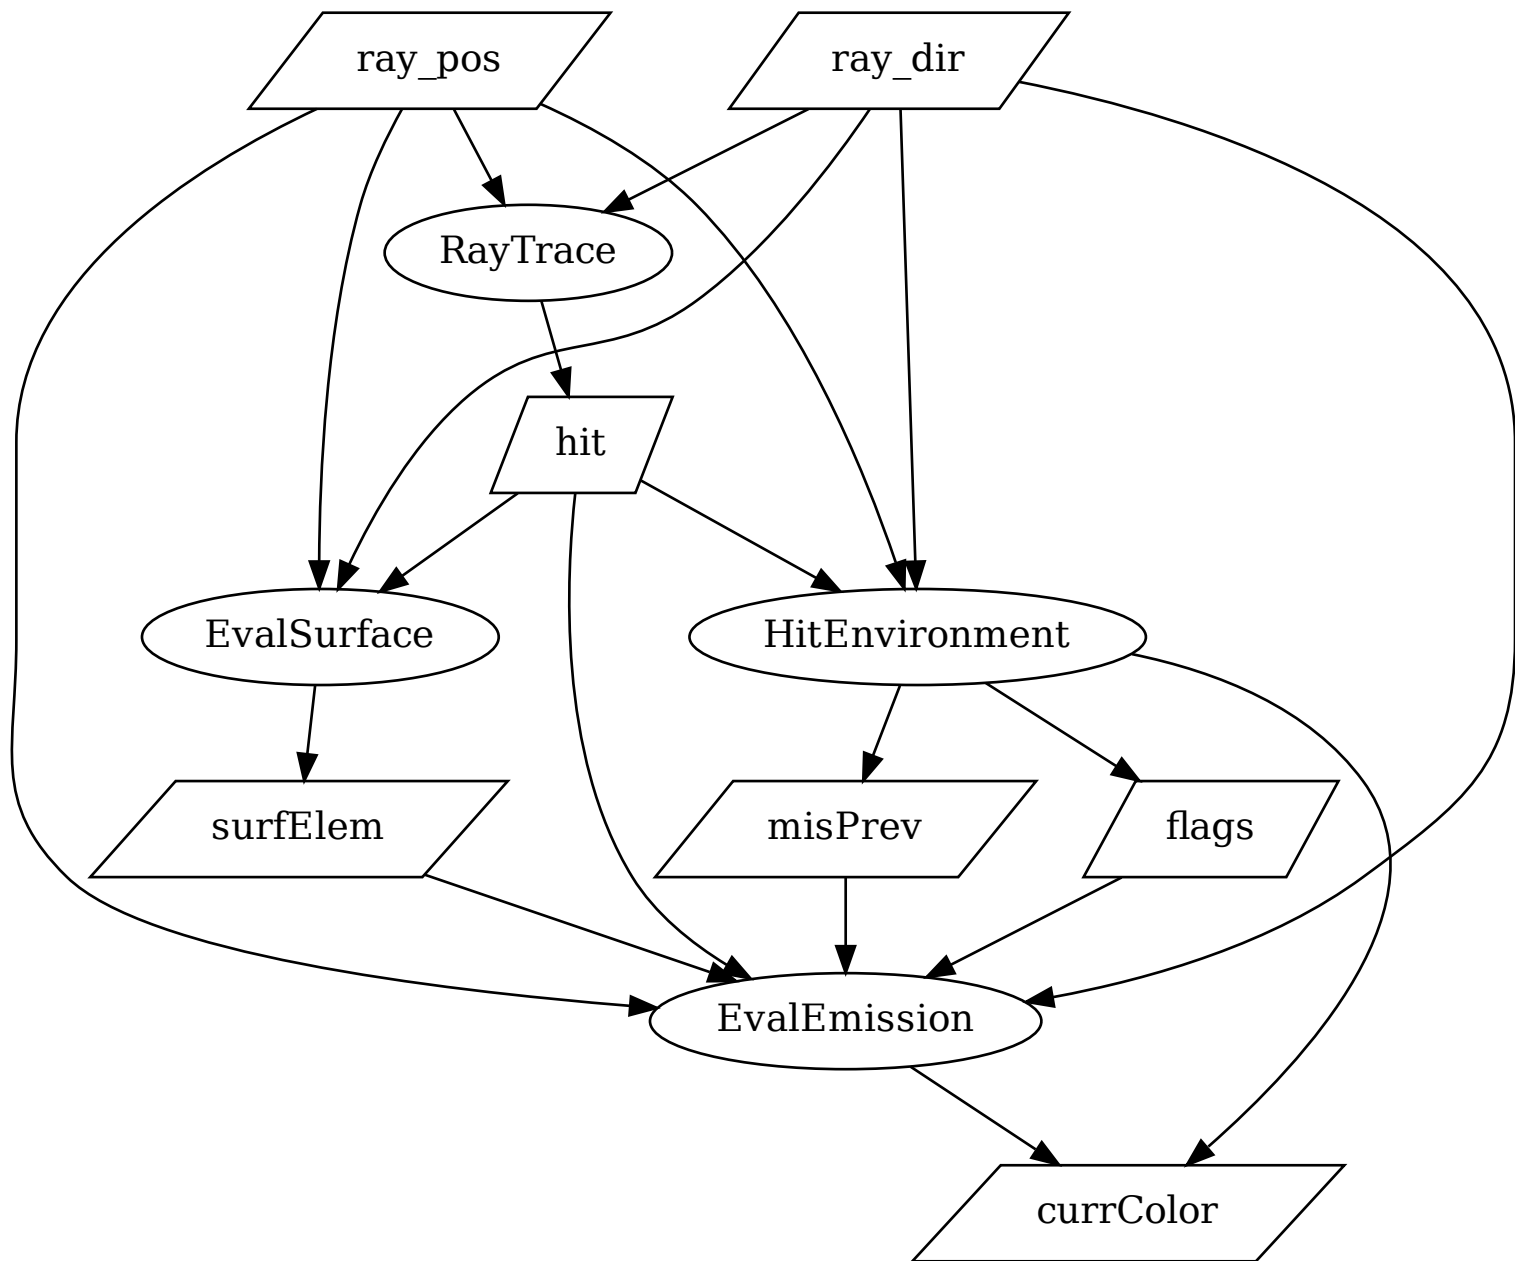 ray_pos
ray_dir
RayTrace
hit
EvalSurface
HitEnvironment
surfElem
misPrev
flags
EvalEmission
currColor